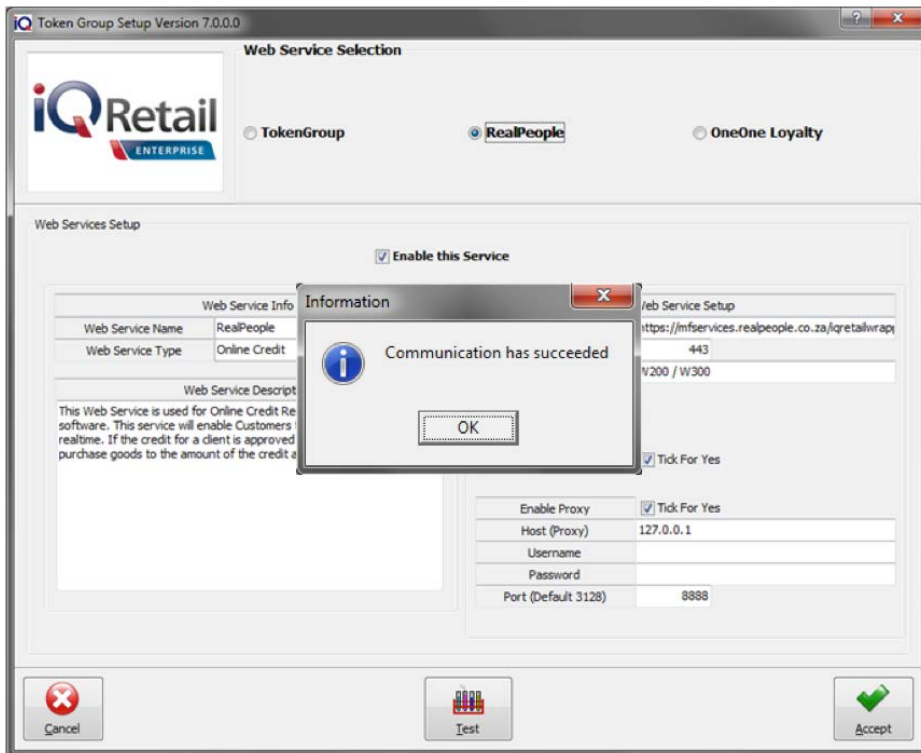 iQ Token Group Setup Version 7.0.0.0
Web Service Selection
iQRetail
ENTERPRISE
TokenGroup
RealPeople
OneOne Loyalty
Web Services Setup
Enable this Service
Web Service Info
Web Service Name RealPeople
Web Service Type Online Credit
Web Service Descript
This Web Service is used for Online Credit Re
software. This service will enable Customers
realtime. If the credit for a client is approved
purchase goods to the amount of the credit a
Information
Communication has succeeded
OK
Web Service Setup
https://mfservices.realpeople.co.za/iqretailwrapp
443
W200 / W300
Tick For Yes
Enable Proxy Tick For Yes
Host (Proxy) 127.0.0.1
Username
Password
Port (Default 3128) 8888
Cancel
Test
Accept